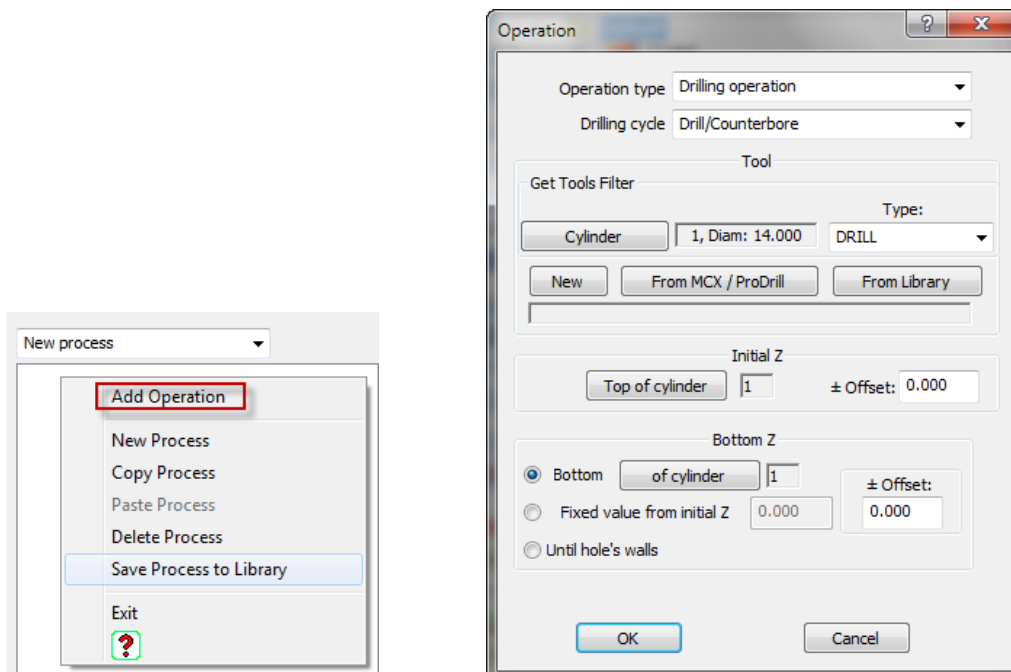 New process
Add Operation
New Process
Copy Process
Paste Process
Delete Process
Save Process to Library
Exit
?
Operation
?
Operation type Drilling operation
Drilling cycle Drill/Counterbore
Tool
Get Tools Filter
Type:
Cylinder 1, Diam: 14.000 DRILL
New From MCX / ProDrill From Library
Initial Z
Top of cylinder 1 ± Offset: 0.000
Bottom Z
Bottom of cylinder 1
± Offset:
Fixed value from initial Z 0.000 0.000
Until hole's walls
OK Cancel